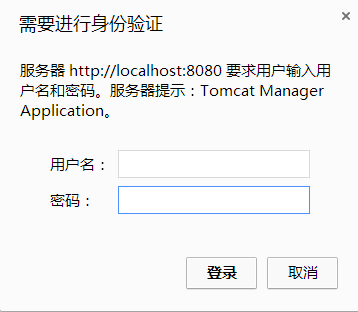 需要进行身份验证
服务器 http://localhost:8080 要求用户输入用
户名和密码。服务器提示：Tomcat Manager
Application。
用户名：
密码：
登录 取消